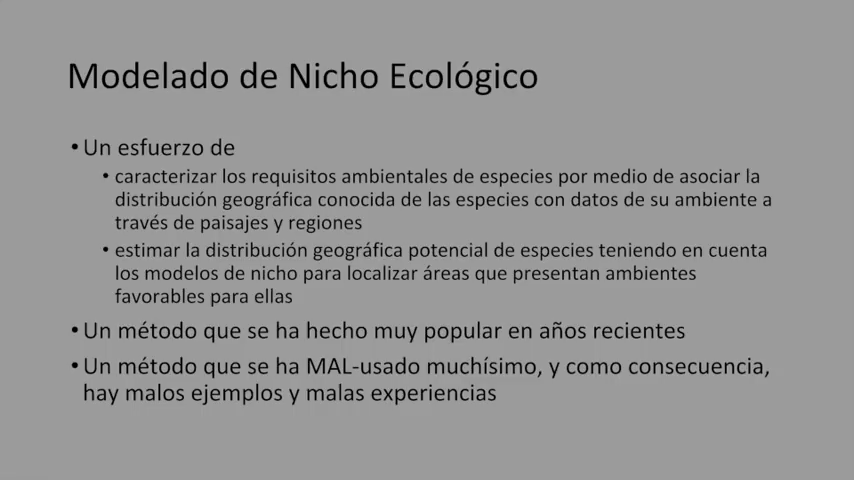 Modelado de Nicho Ecológico
• Un esfuerzo de
• caracterizar los requisitos ambientales de especies por medio de asociar la
distribución geográfica conocida de las especies con datos de su ambiente a
través de paisajes y regiones
• estimar la distribución geográfica potencial de especies teniendo en cuenta
los modelos de nicho para localizar áreas que presentan ambientes
favorables para ellas
• Un método que se ha hecho muy popular en años recientes
• Un método que se ha MAL-usado muchísimo, y como consecuencia,
hay malos ejemplos y malas experiencias